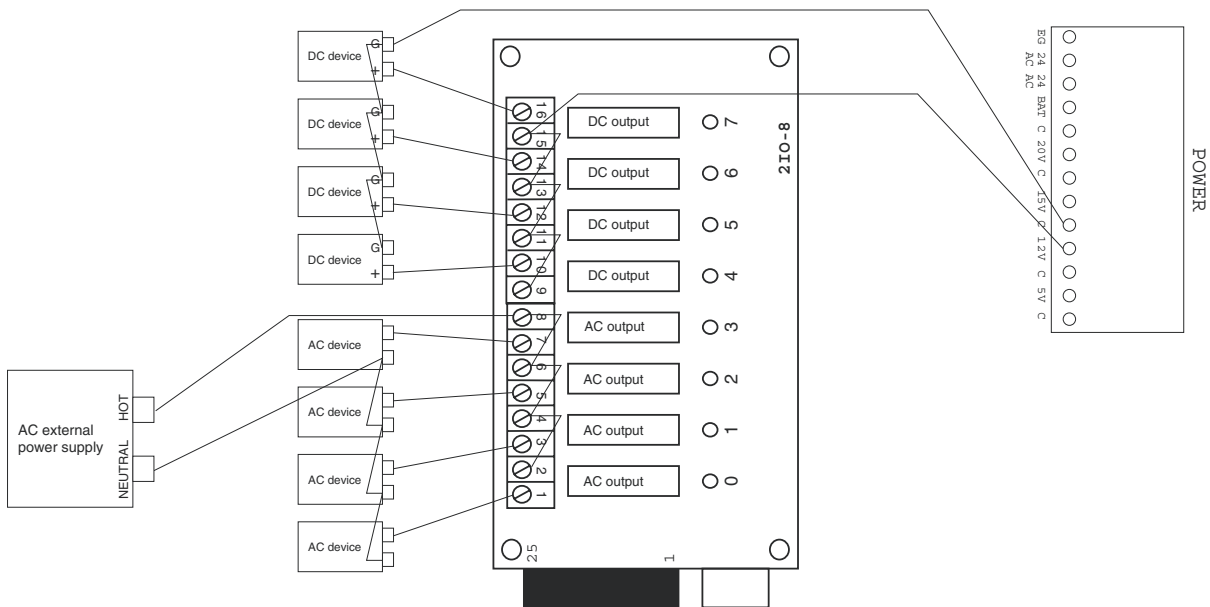 DC device
G
+
DC device
G
+
DC device
G
+
DC device
G
+
AC device
AC device
AC device
AC device
AC external
power supply
HOT
NEUTRAL
16
15
14
13
12
11
10
9
8
7
6
5
4
3
2
1
DC output
7
DC output
6
DC output
5
DC output
4
AC output
3
AC output
2
AC output
1
AC output
0
2IO-8
25
1
EG
24 AC
24 AC
BAT
C
20V
C
15V
C
12V
C
5V
C
POWER